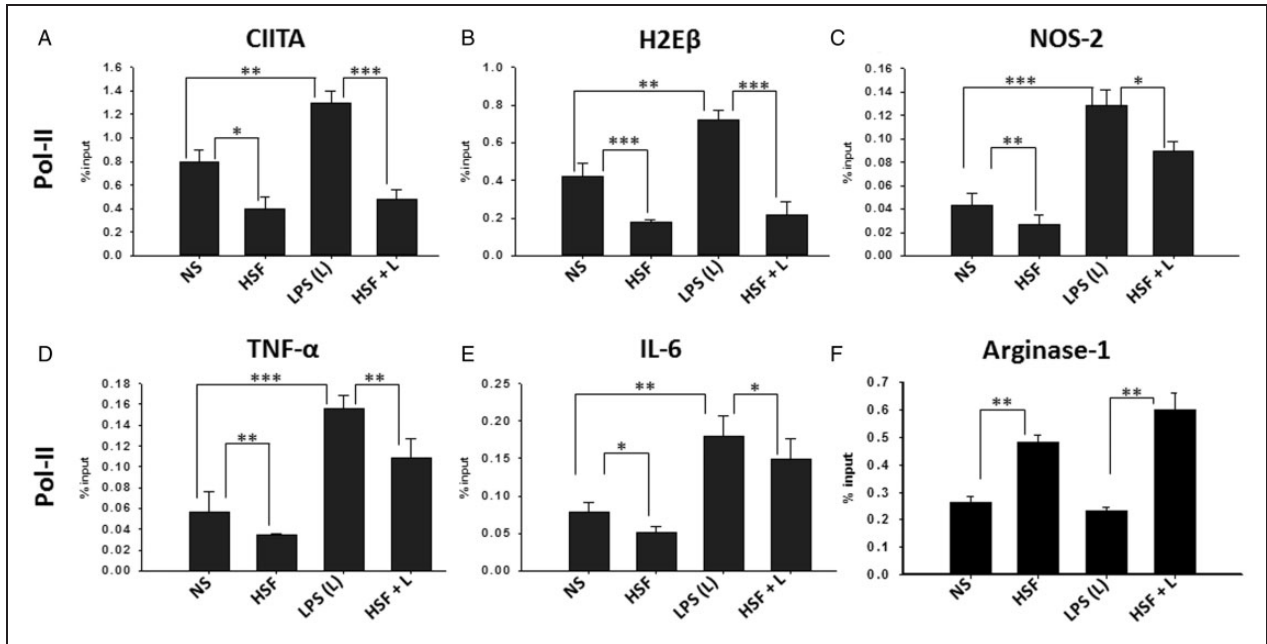 A
CIITA
Pol-II
% input
1.6
1.4
1.2
1.0
0.8
0.6
0.4
0.2
0.0
**
***
*
NS
HSF
LPS (L)
HSF + L
B
H2Eβ
% input
1.0
0.8
0.6
0.4
0.2
0.0
**
***
***
NS
HSF
LPS (L)
HSF + L
C
NOS-2
% input
0.16
0.14
0.12
0.10
0.08
0.06
0.04
0.02
0.00
***
*
**
NS
HSF
LPS (L)
HSF + L
D
TNF-α
Pol-II
% input
0.18
0.16
0.14
0.12
0.10
0.08
0.06
0.04
0.02
0.00
***
**
**
NS
HSF
LPS (L)
HSF + L
E
IL-6
% input
0.25
0.20
0.15
0.10
0.05
0.00
**
*
*
NS
HSF
LPS (L)
HSF + L
F
Arginase-1
% input
0.7
0.6
0.5
0.4
0.3
0.2
0.1
0.0
**
**
NS
HSF
LPS (L)
HSF + L